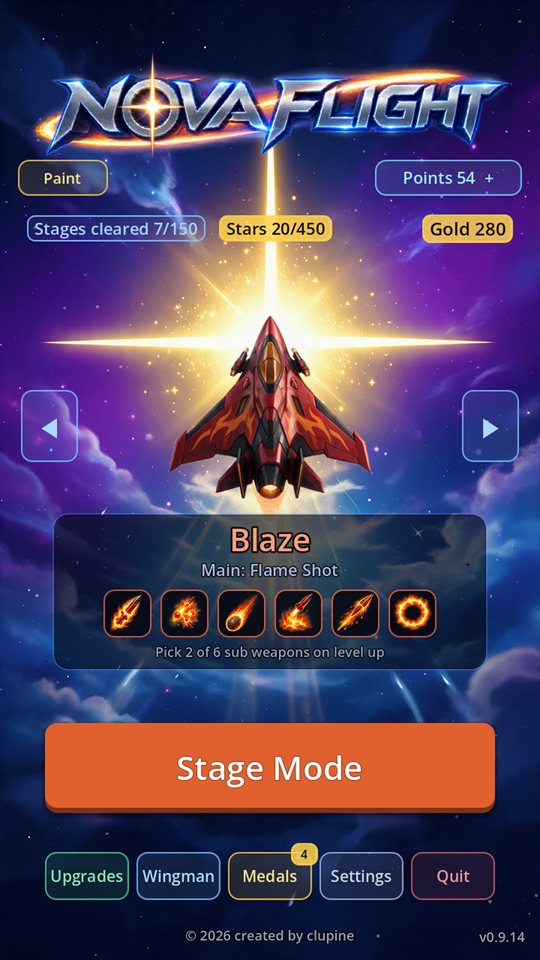 NOVA FLIGHT
Paint
Points 54 +
Stages cleared 7/150
Stars 20/450
Gold 280
Blaze
Main: Flame Shot
Pick 2 of 6 sub weapons on level up
Stage Mode
4
Upgrades
Wingman
Medals
Settings
Quit
© 2026 created by clupine
v0.9.14